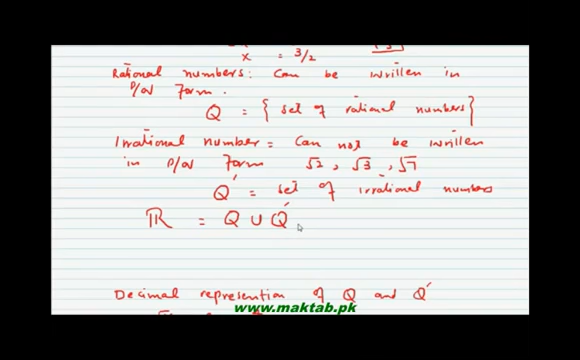 x = 3/2
Rational numbers: Can be written in
P/q form.
Q = { set of rational numbers}
Irrational number = Can not be written
in P/q form √2, √3, √7
Q' = set of irrational numbers
ℝ = Q ∪ Q'
Decimal represention of Q and Q'
www.maktab.pk